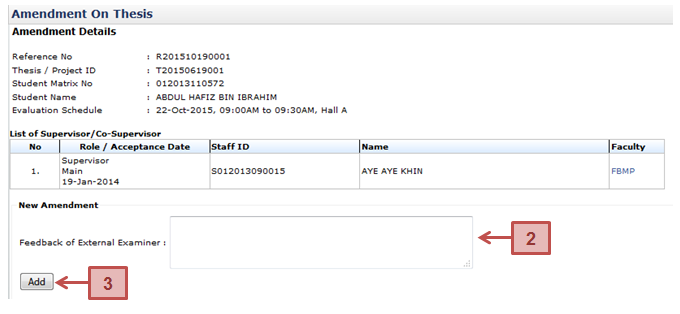 Amendment On Thesis
Amendment Details
Reference No : R201510190001
Thesis / Project ID : T20150619001
Student Matrix No : 012013110572
Student Name : ABDUL HAFIZ BIN IBRAHIM
Evaluation Schedule : 22-Oct-2015, 09:00AM to 09:30AM, Hall A
List of Supervisor/Co-Supervisor
No Role / Acceptance Date Staff ID Name Faculty
Supervisor
1. Main S012013090015 AYE AYE KHIN FBMP
19-Jan-2014
New Amendment
Feedback of External Examiner : 2
Add 3